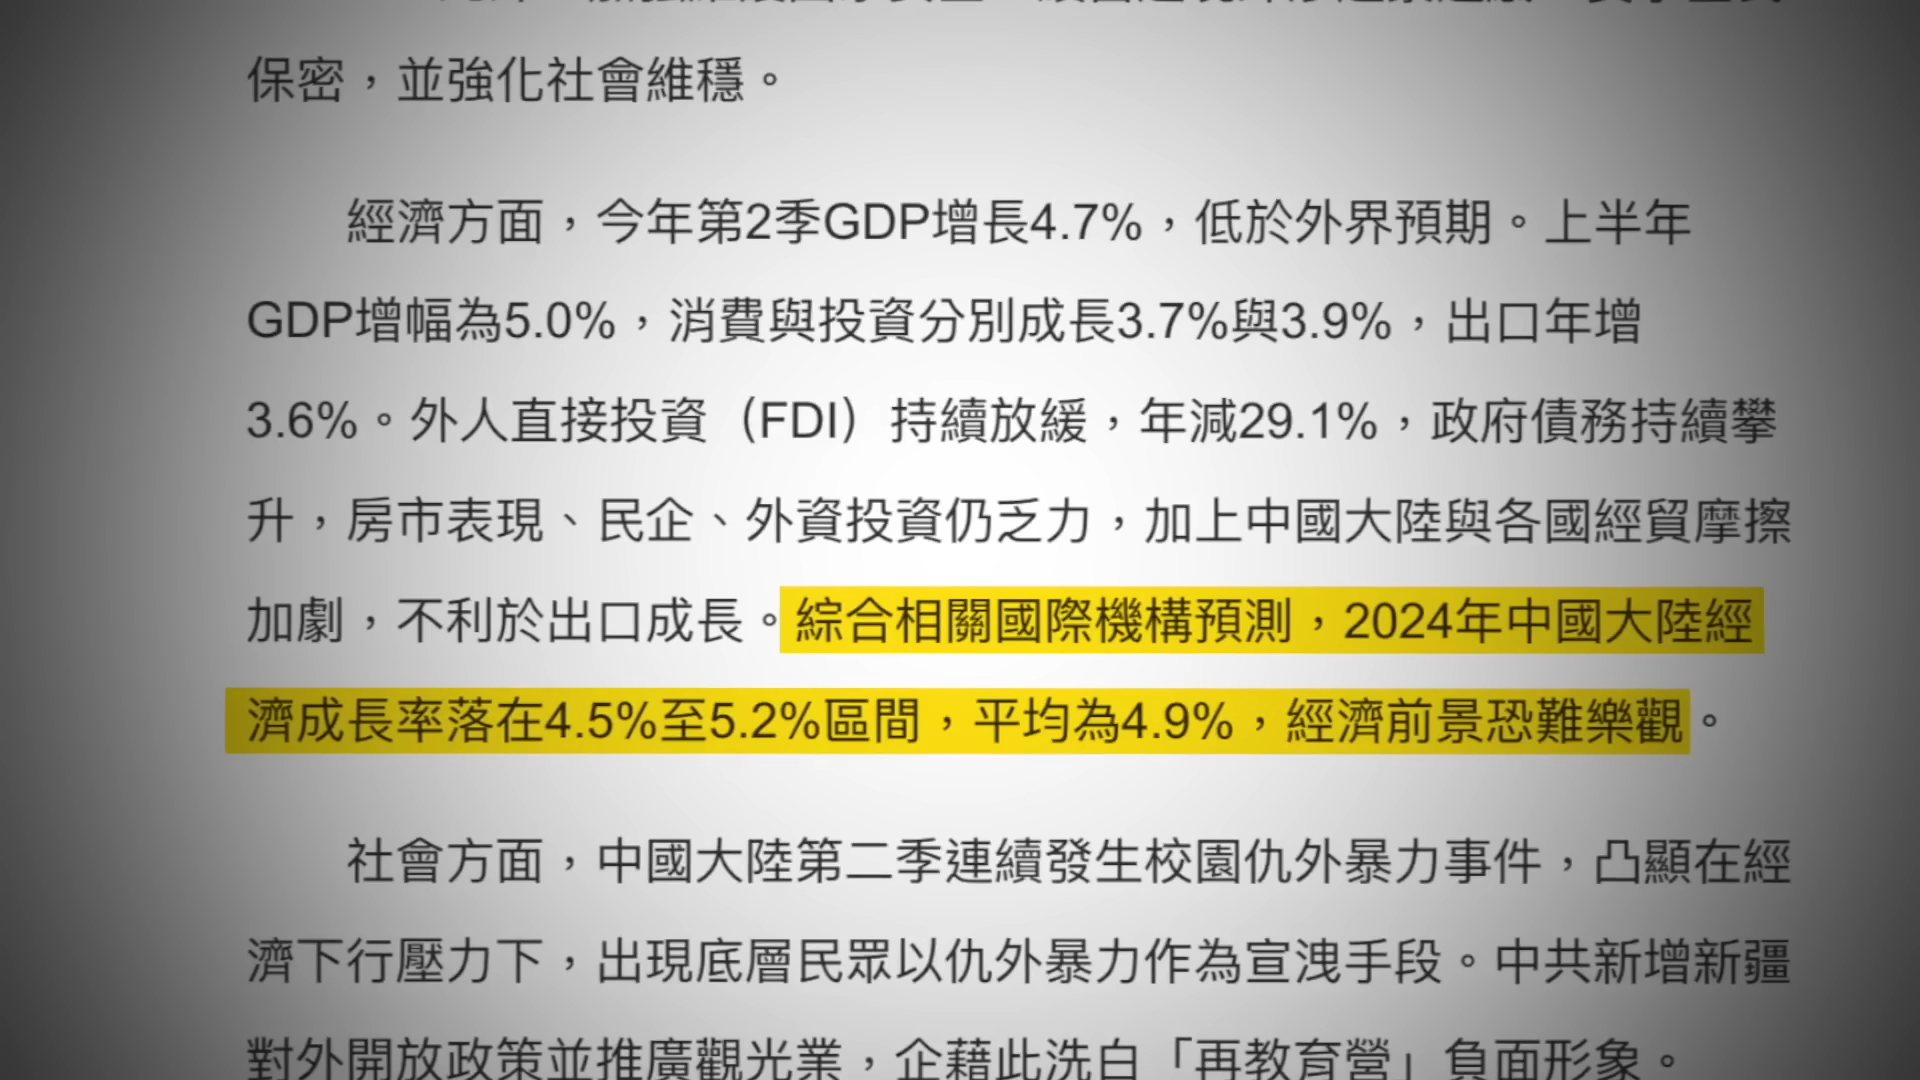 保密，並強化社會維穩。
經濟方面，今年第2季GDP增長4.7%，低於外界預期。上半年
GDP增幅為5.0%，消費與投資分別成長3.7%與3.9%，出口年增
3.6%。外人直接投資（FDI）持續放緩，年減29.1%，政府債務持續攀
升，房市表現、民企、外資投資仍乏力，加上中國大陸與各國經貿摩擦
加劇，不利於出口成長。綜合相關國際機構預測，2024年中國大陸經
濟成長率落在4.5%至5.2%區間，平均為4.9%，經濟前景恐難樂觀。
社會方面，中國大陸第二季連續發生校園仇外暴力事件，凸顯在經
濟下行壓力下，出現底層民眾以仇外暴力作為宣洩手段。中共新增新疆
對外開放政策並推廣觀光業，企藉此洗白「再教育營」負面形象。